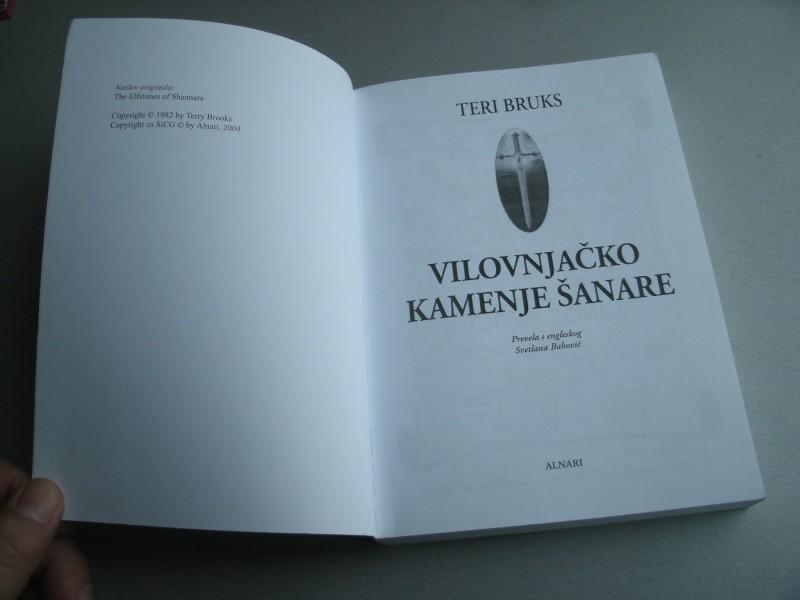 Naslov originala:
The Elfstones of Shannara
Copyright © 1982 by Terry Brooks
Copyright za SiCG © by Alnari, 2004
TERI BRUKS
VILOVNJAČKO
KAMENJE ŠANARE
Prevela s engleskog
Svetlana Babović
ALNARI